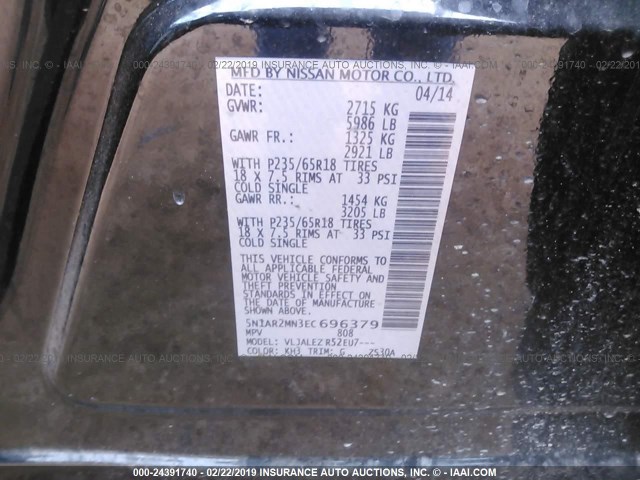 MFD BY NISSAN MOTOR CO., LTD.
DATE: 04/14
GVWR: 2715 KG
5986 LB
GAWR FR.: 1325 KG
2921 LB
WITH P235/65R18 TIRES
18 X 7.5 RIMS AT 33 PSI
COLD SINGLE
GAWR RR.: 1454 KG
3205 LB
WITH P235/65R18 TIRES
18 X 7.5 RIMS AT 33 PSI
COLD SINGLE
THIS VEHICLE CONFORMS TO
ALL APPLICABLE FEDERAL
MOTOR VEHICLE SAFETY AND
THEFT PREVENTION
STANDARDS IN EFFECT ON
THE DATE OF MANUFACTURE
SHOWN ABOVE.
5N1AR2MN3EC696379
MPV 808
MODEL: VLJALEZ R52EU7---
COLOR: KH3 TRIM: G 2530A
000-24391740 - 02/22/2019 INSURANCE AUTO AUCTIONS, INC. - © - IAAI.COM